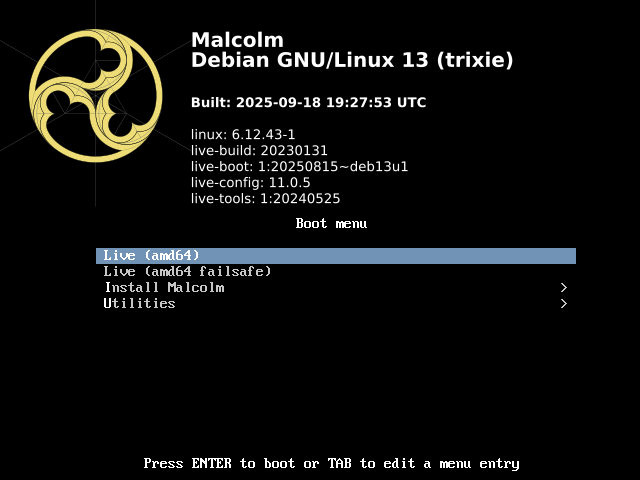 Malcolm
Debian GNU/Linux 13 (trixie)
Built: 2025-09-18 19:27:53 UTC
linux: 6.12.43-1
live-build: 20230131
live-boot: 1:20250815~deb13u1
live-config: 11.0.5
live-tools: 1:20240525
Boot menu
Live (amd64)
Live (amd64 failsafe)
Install Malcolm >
Utilities >
Press ENTER to boot or TAB to edit a menu entry